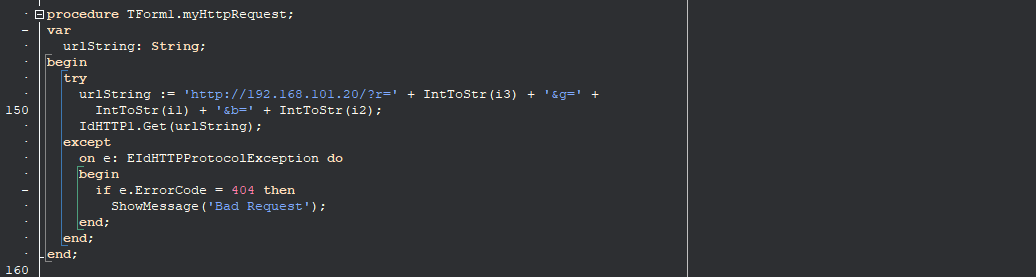 procedure TForm1.myHttpRequest;
var
urlString: String;
begin
try
urlString := 'http://192.168.101.20/?r=' + IntToStr(i3) + '&g=' +
150 IntToStr(i1) + '&b=' + IntToStr(i2);
IdHTTP1.Get(urlString);
except
on e: EIdHTTPProtocolException do
begin
if e.ErrorCode = 404 then
ShowMessage('Bad Request');
end;
end;
end;
160